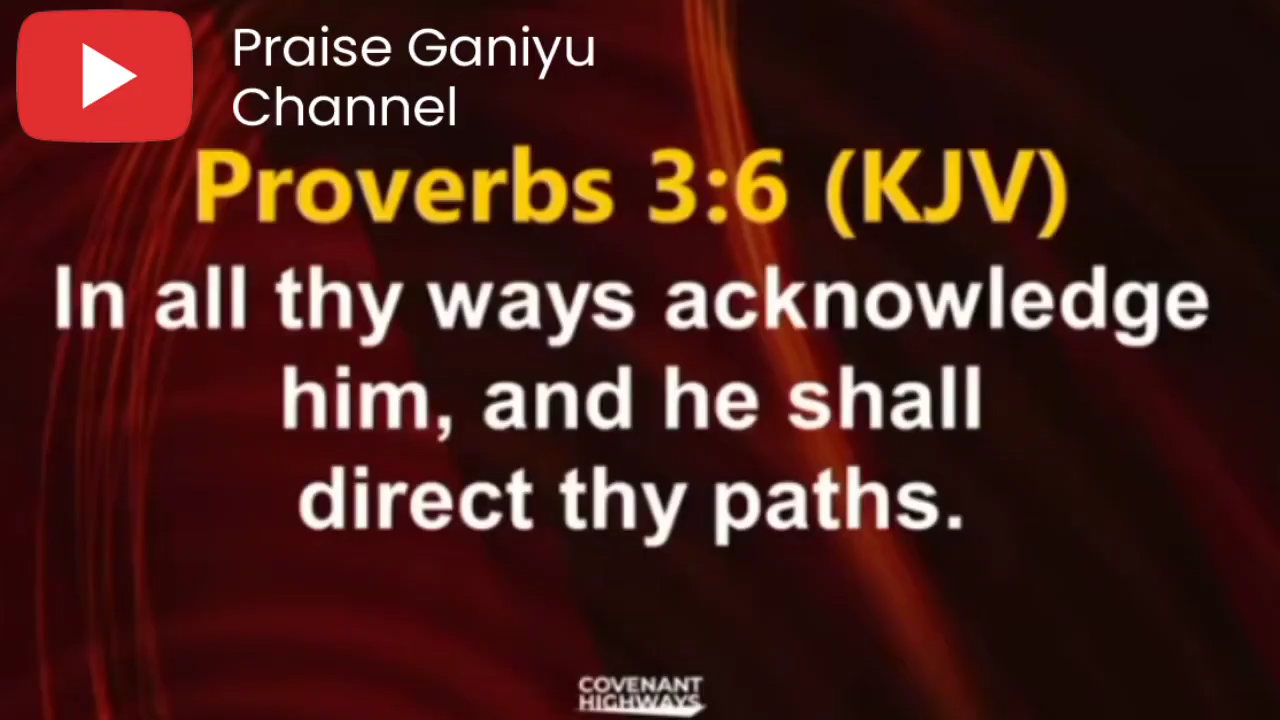 Praise Ganiyu
Channel
Proverbs 3:6 (KJV)
In all thy ways acknowledge
him, and he shall
direct thy paths.
COVENANT
HIGHWAYS